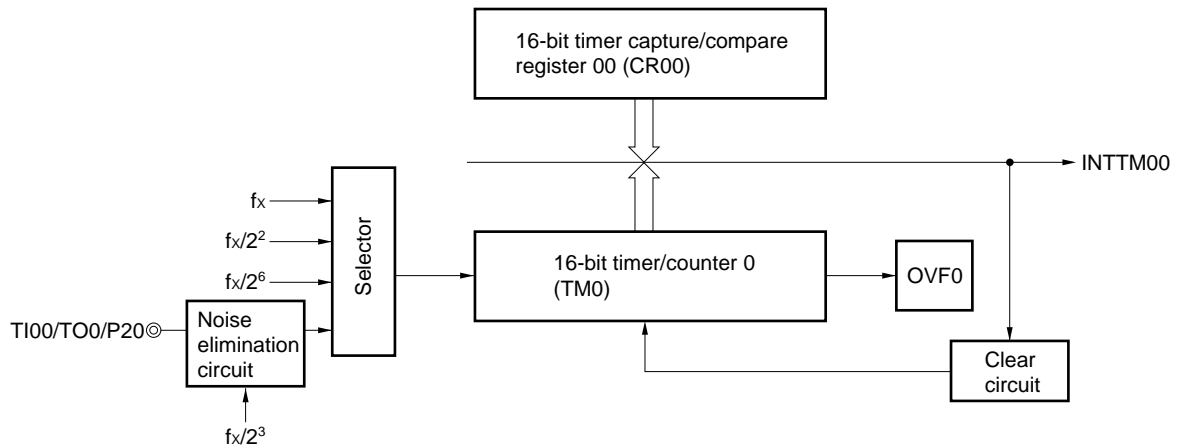 16-bit timer capture/compare
register 00 (CR00)
INTTM00
fx
fx/2²
fx/2⁶
Selector
16-bit timer/counter 0
(TM0)
OVF0
TI00/TO0/P20
Noise
elimination
circuit
Clear
circuit
fx/2³